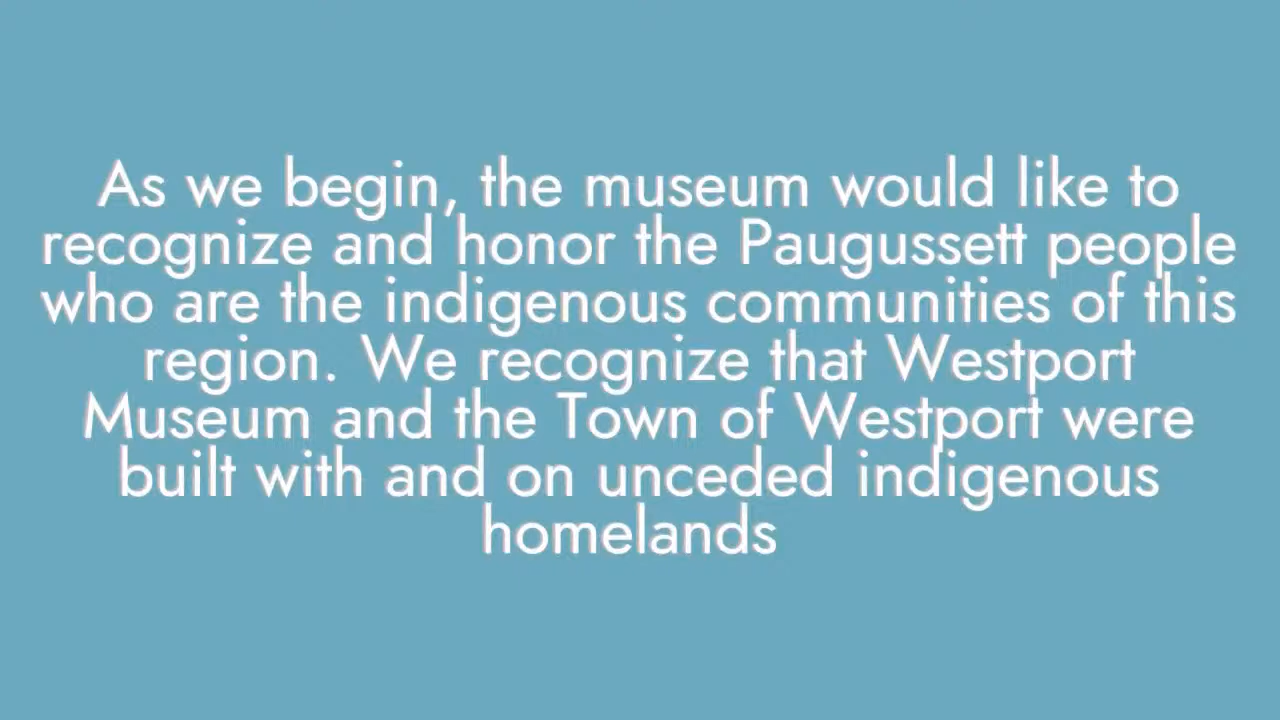 As we begin, the museum would like to
recognize and honor the Paugussett people
who are the indigenous communities of this
region. We recognize that Westport
Museum and the Town of Westport were
built with and on unceded indigenous
homelands